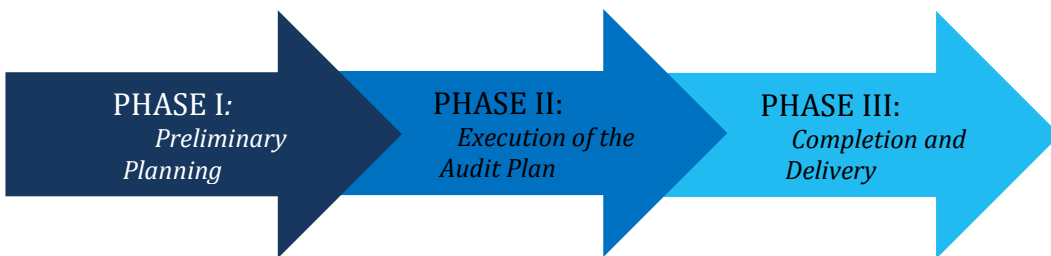 PHASE I:
Preliminary
Planning
PHASE II:
Execution of the
Audit Plan
PHASE III:
Completion and
Delivery